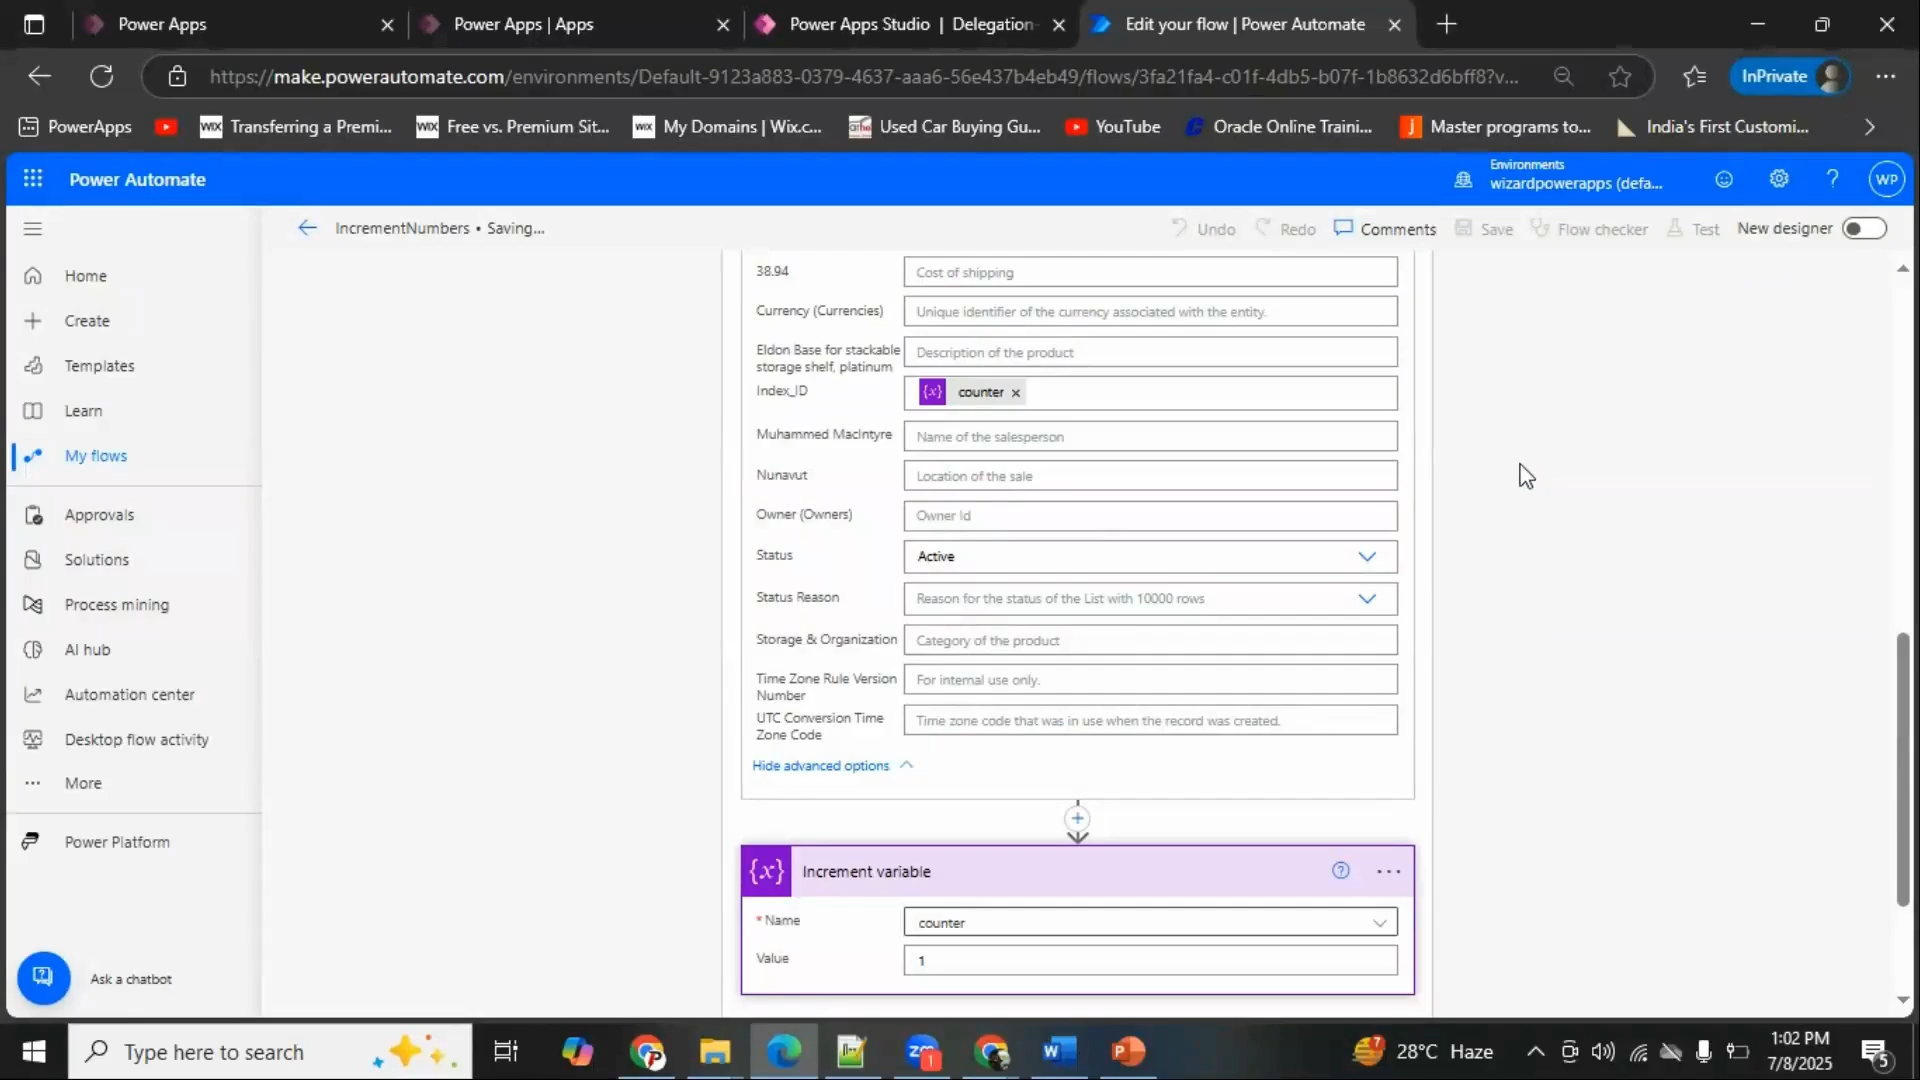 Power Apps
Power Apps | Apps
Power Apps Studio | Delegation
Edit your flow | Power Automate
https://make.powerautomate.com/environments/Default-9123a883-0379-4637-aaa6-56e437b4eb49/flows/3fa21fa4-c01f-4db5-b07f-1b8632d6bff8?v...
InPrivate
PowerApps
WIX Transferring a Premi...
WIX Free vs. Premium Sit...
WIX My Domains | Wix.c...
Used Car Buying Gu...
YouTube
Oracle Online Traini...
Master programs to...
India's First Customi...
Power Automate
Environments
wizardpowerapps (defa...
WP
IncrementNumbers • Saving...
Undo
Redo
Comments
Save
Flow checker
Test
New designer
Home
Create
Templates
Learn
My flows
Approvals
Solutions
Process mining
AI hub
Automation center
Desktop flow activity
More
Power Platform
Ask a chatbot
38.94
Cost of shipping
Currency (Currencies)
Unique identifier of the currency associated with the entity.
Eldon Base for stackable
storage shelf, platinum
Description of the product
Index_ID
{x} counter ×
Muhammed MacIntyre
Name of the salesperson
Nunavut
Location of the sale
Owner (Owners)
Owner Id
Status
Active
Status Reason
Reason for the status of the List with 10000 rows
Storage & Organization
Category of the product
Time Zone Rule Version
Number
For internal use only.
UTC Conversion Time
Zone Code
Time zone code that was in use when the record was created.
Hide advanced options
{x} Increment variable
* Name
counter
Value
1
Type here to search
28°C Haze
1:02 PM
7/8/2025
5